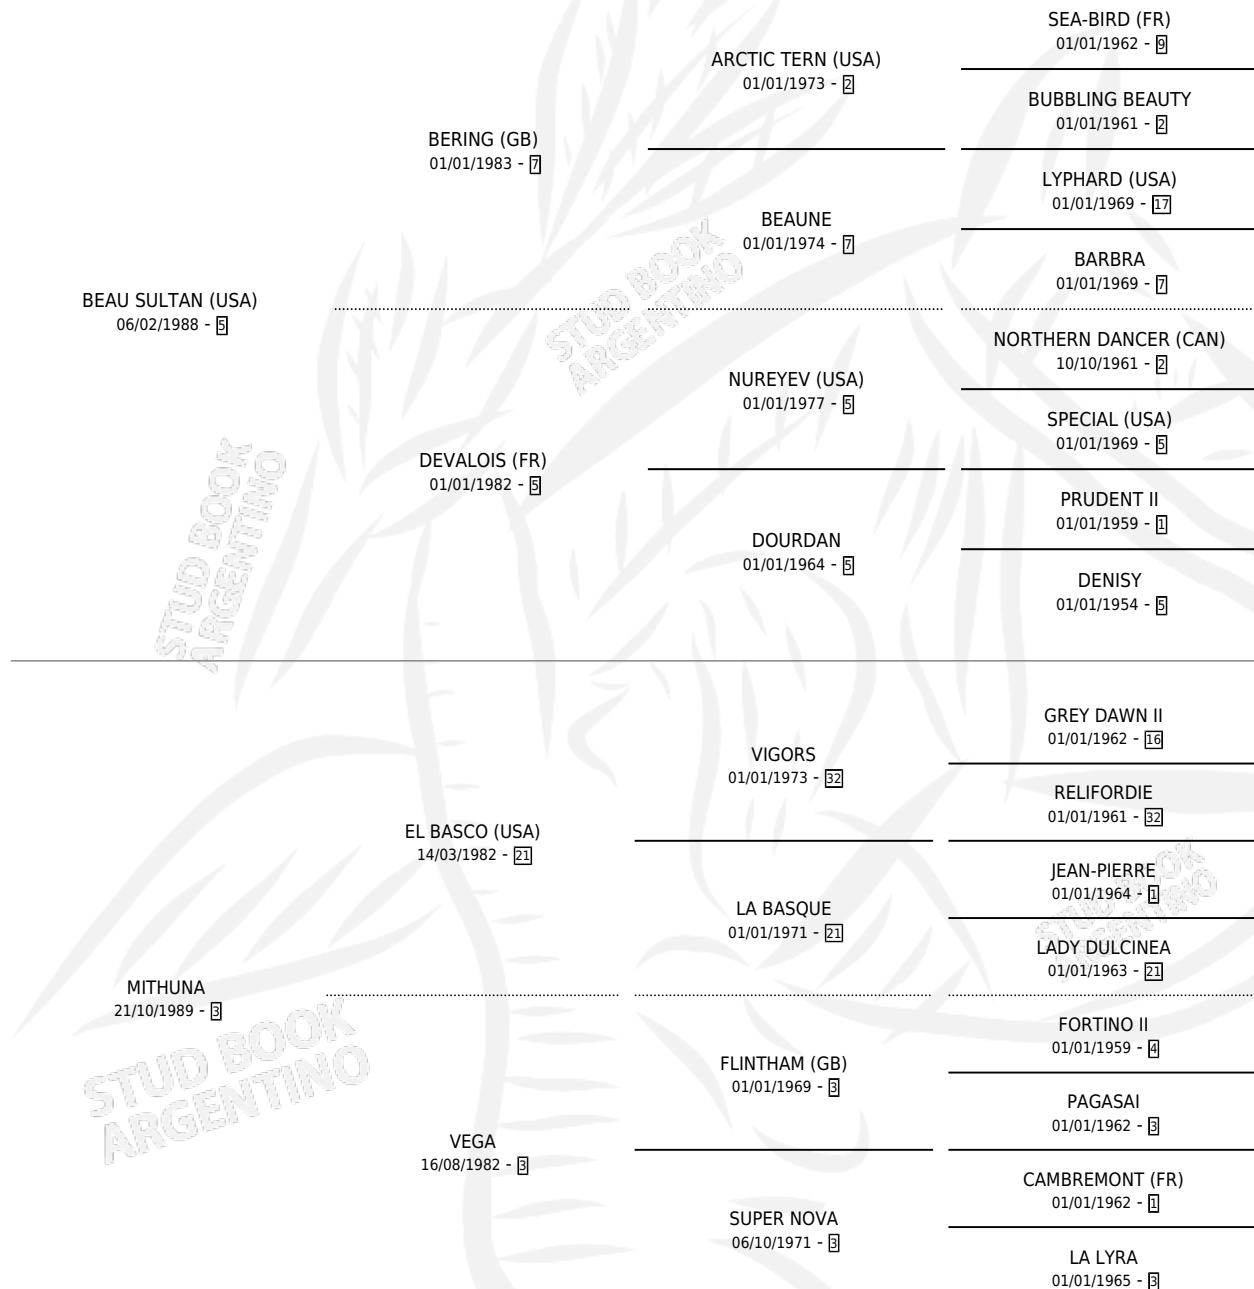 SEA-BIRD (FR)
01/01/1962 - 9
ARCTIC TERN (USA)
01/01/1973 - 2
BUBBLING BEAUTY
01/01/1961 - 2
BERING (GB)
01/01/1983 - 7
LYPHARD (USA)
01/01/1969 - 17
BEAUNE
01/01/1974 - 7
BARBRA
01/01/1969 - 7
BEAU SULTAN (USA)
06/02/1988 - 5
NORTHERN DANCER (CAN)
10/10/1961 - 2
NUREYEV (USA)
01/01/1977 - 5
SPECIAL (USA)
01/01/1969 - 5
DEVALOIS (FR)
01/01/1982 - 5
PRUDENT II
01/01/1959 - 1
DOURDAN
01/01/1964 - 5
DENISY
01/01/1954 - 5
STUD BOOK
ARGENTINO
STUD BOOK
ARGENTINO
GREY DAWN II
01/01/1962 - 16
VIGORS
01/01/1973 - 32
RELIFORDIE
01/01/1961 - 32
EL BASCO (USA)
14/03/1982 - 21
JEAN-PIERRE
01/01/1964 - 1
LA BASQUE
01/01/1971 - 21
LADY DULCINEA
01/01/1963 - 21
STUD BOOK
ARGENTINO
MITHUNA
21/10/1989 - 3
FORTINO II
01/01/1959 - 4
FLINTHAM (GB)
01/01/1969 - 3
PAGASAI
01/01/1962 - 3
STUD BOOK
ARGENTINO
VEGA
16/08/1982 - 3
CAMBREMONT (FR)
01/01/1962 - 1
SUPER NOVA
06/10/1971 - 3
LA LYRA
01/01/1965 - 3